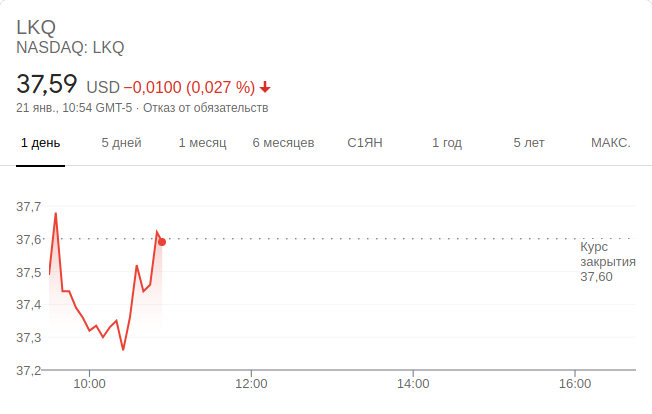 LKQ
NASDAQ: LKQ
37,59 USD −0,0100 (0,027 %)
21 янв., 10:54 GMT-5 · Отказ от обязательств
1 день 5 дней 1 месяц 6 месяцев С1ЯН 1 год 5 лет МАКС.
37,7
37,6
Курс
закрытия
37,60
37,5
37,4
37,3
37,2
10:00 12:00 14:00 16:00